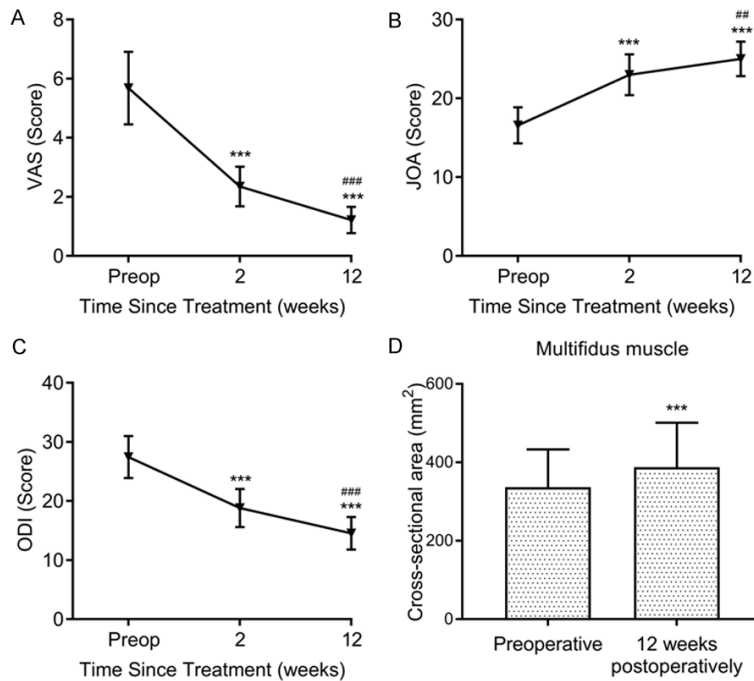 A
VAS (Score)
8
6
4
2
0
***
###
***
Preop 2 12
Time Since Treatment (weeks)
B
JOA (Score)
30
20
10
0
***
##
***
Preop 2 12
Time Since Treatment (weeks)
C
ODI (Score)
40
30
20
10
0
***
###
***
Preop 2 12
Time Since Treatment (weeks)
D
Multifidus muscle
Cross-sectional area (mm²)
600
400
200
0
***
Preoperative 12 weeks
postoperatively